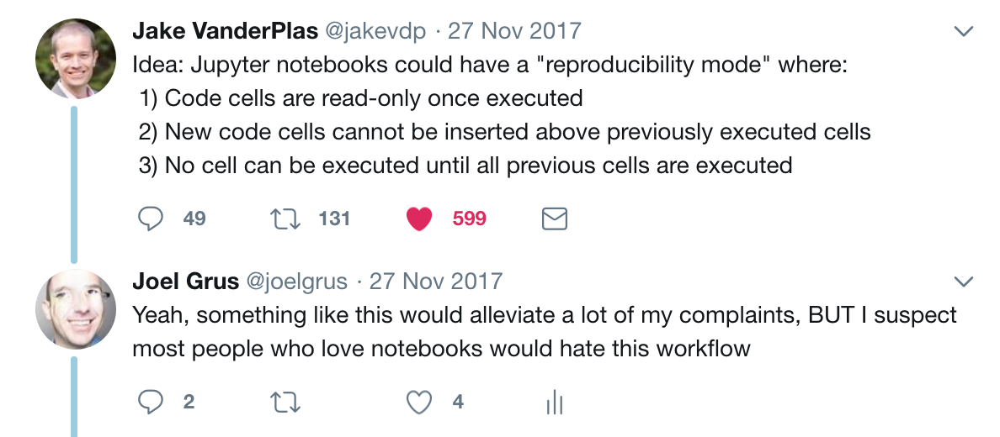 Jake VanderPlas @jakevdp · 27 Nov 2017
Idea: Jupyter notebooks could have a "reproducibility mode" where:
1) Code cells are read-only once executed
2) New code cells cannot be inserted above previously executed cells
3) No cell can be executed until all previous cells are executed
49 131 599
Joel Grus @joelgrus · 27 Nov 2017
Yeah, something like this would alleviate a lot of my complaints, BUT I suspect
most people who love notebooks would hate this workflow
2 4